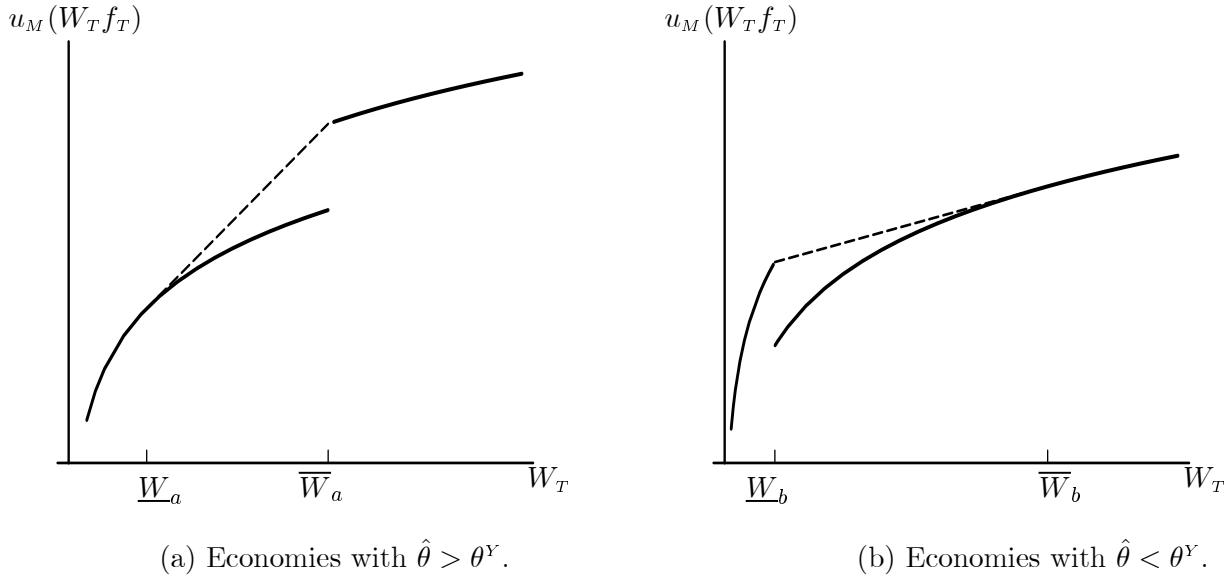 u_M(W_T f_T)
W̲_a
W̅_a
W_T
(a) Economies with θ̂ > θ^Y.
u_M(W_T f_T)
W̲_b
W̅_b
W_T
(b) Economies with θ̂ < θ^Y.